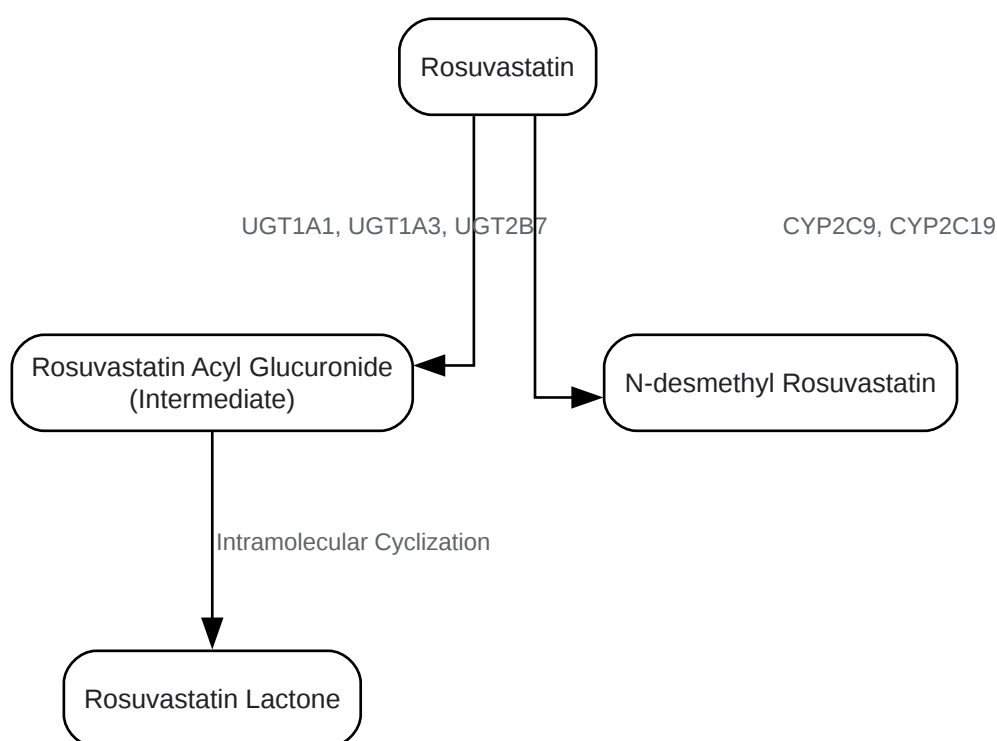 Rosuvastatin
UGT1A1, UGT1A3, UGT2B7
CYP2C9, CYP2C19
Rosuvastatin Acyl Glucuronide
(Intermediate)
N-desmethyl Rosuvastatin
Intramolecular Cyclization
Rosuvastatin Lactone